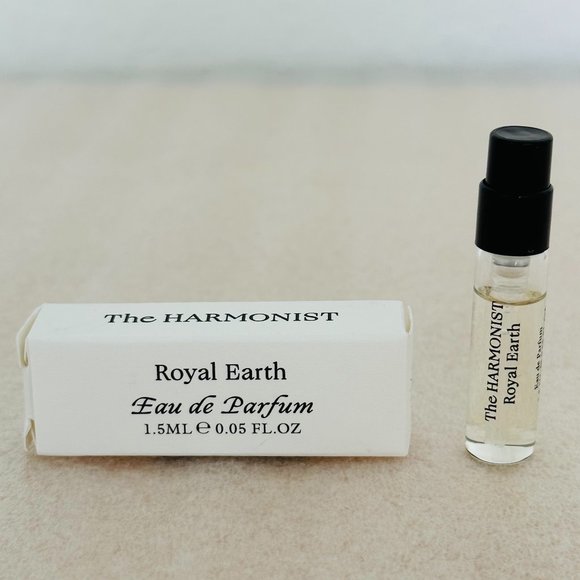 The HARMONIST
Royal Earth
Eau de Parfum
1.5ML ℮ 0.05 FL.OZ
The HARMONIST
Royal Earth
Eau de Parfum